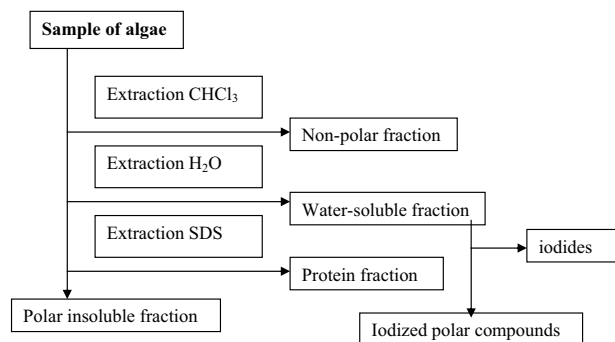 Sample of algae
Extraction CHCl₃
Non-polar fraction
Extraction H₂O
Water-soluble fraction
Extraction SDS
iodides
Protein fraction
Polar insoluble fraction
Iodized polar compounds